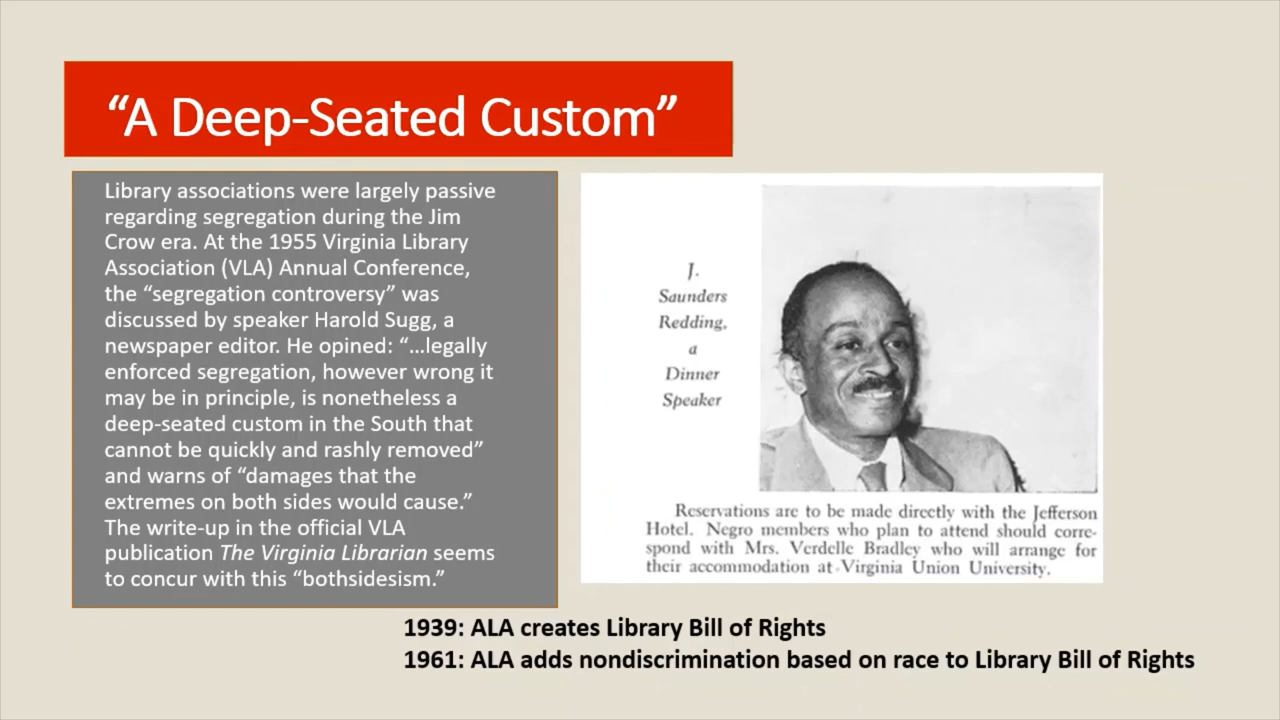 “A Deep-Seated Custom”
Library associations were largely passive
regarding segregation during the Jim
Crow era. At the 1955 Virginia Library
Association (VLA) Annual Conference,
the “segregation controversy” was
discussed by speaker Harold Sugg, a
newspaper editor. He opined: “…legally
enforced segregation, however wrong it
may be in principle, is nonetheless a
deep-seated custom in the South that
cannot be quickly and rashly removed”
and warns of “damages that the
extremes on both sides would cause.”
The write-up in the official VLA
publication The Virginia Librarian seems
to concur with this “bothsidesism.”
J.
Saunders
Redding,
a
Dinner
Speaker
Reservations are to be made directly with the Jefferson
Hotel. Negro members who plan to attend should corre-
spond with Mrs. Verdelle Bradley who will arrange for
their accommodation at Virginia Union University.
1939: ALA creates Library Bill of Rights
1961: ALA adds nondiscrimination based on race to Library Bill of Rights